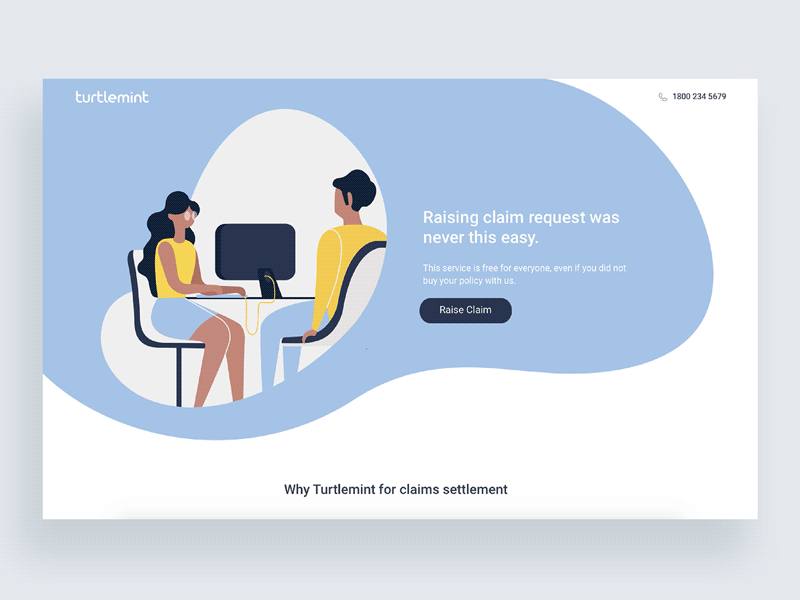 turtlemint
1800 234 5679
Raising claim request was
never this easy.
This service is free for everyone, even if you did not
buy your policy with us.
Raise Claim
Why Turtlemint for claims settlement